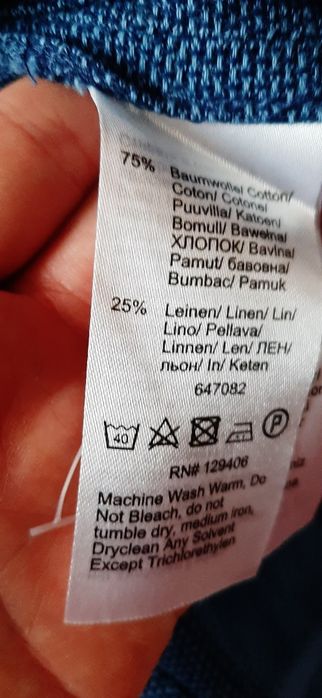 75% Baumwolle/ Cotton/
Coton/ Cotone/
Puuvilla/ Katoen/
Bomull/ Bawełna/
ХЛОПОК/ Bavlna/
Pamut/ бавовна/
Bumbac/ Pamuk
25% Leinen/ Linen/ Lin/
Lino/ Pellava/
Linnen/ Len/ ЛЕН/
льон/ In/ Keten
647082
40 P
RN# 129406
Machine Wash Warm, Do
Not Bleach, do not
tumble dry, medium iron,
Dryclean Any Solvent
Except Trichlorethylen